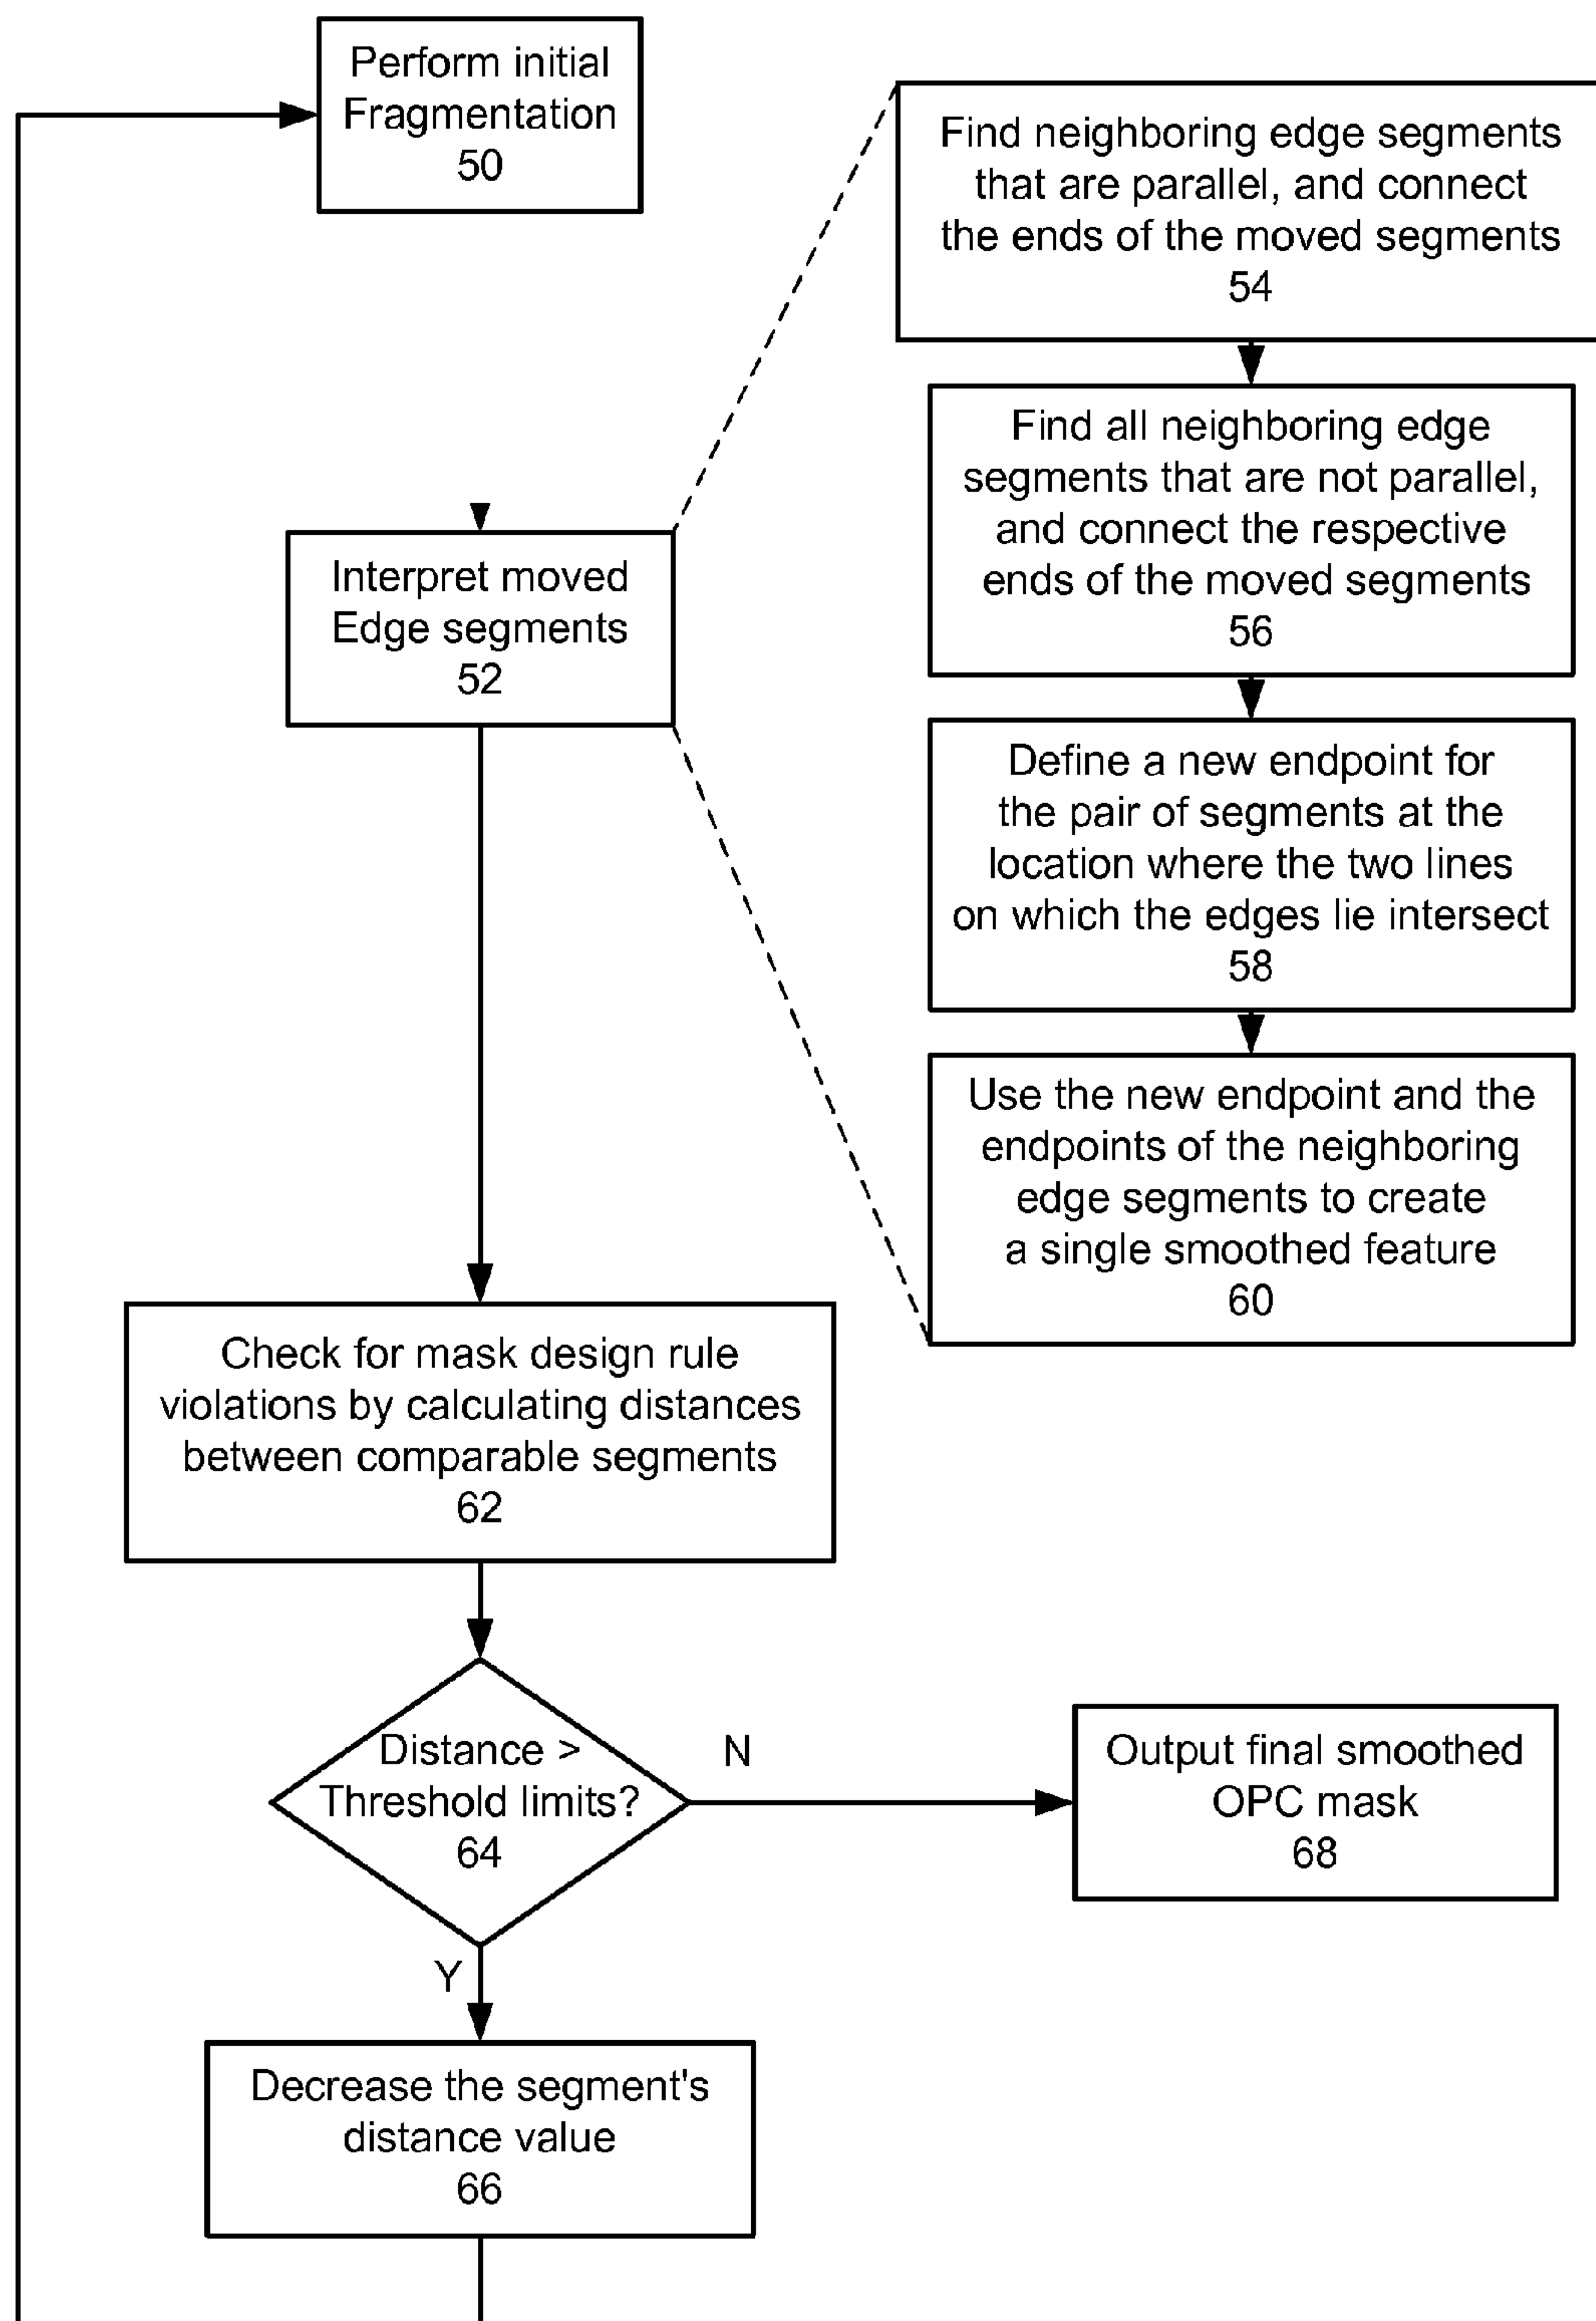 Perform initial
Fragmentation
50
Find neighboring edge segments
that are parallel, and connect
the ends of the moved segments
54
Find all neighboring edge
segments that are not parallel,
and connect the respective
ends of the moved segments
56
Interpret moved
Edge segments
52
Define a new endpoint for
the pair of segments at the
location where the two lines
on which the edges lie intersect
58
Use the new endpoint and the
endpoints of the neighboring
edge segments to create
a single smoothed feature
60
Check for mask design rule
violations by calculating distances
between comparable segments
62
Distance >
Threshold limits?
64
N
Output final smoothed
OPC mask
68
Y
Decrease the segment's
distance value
66